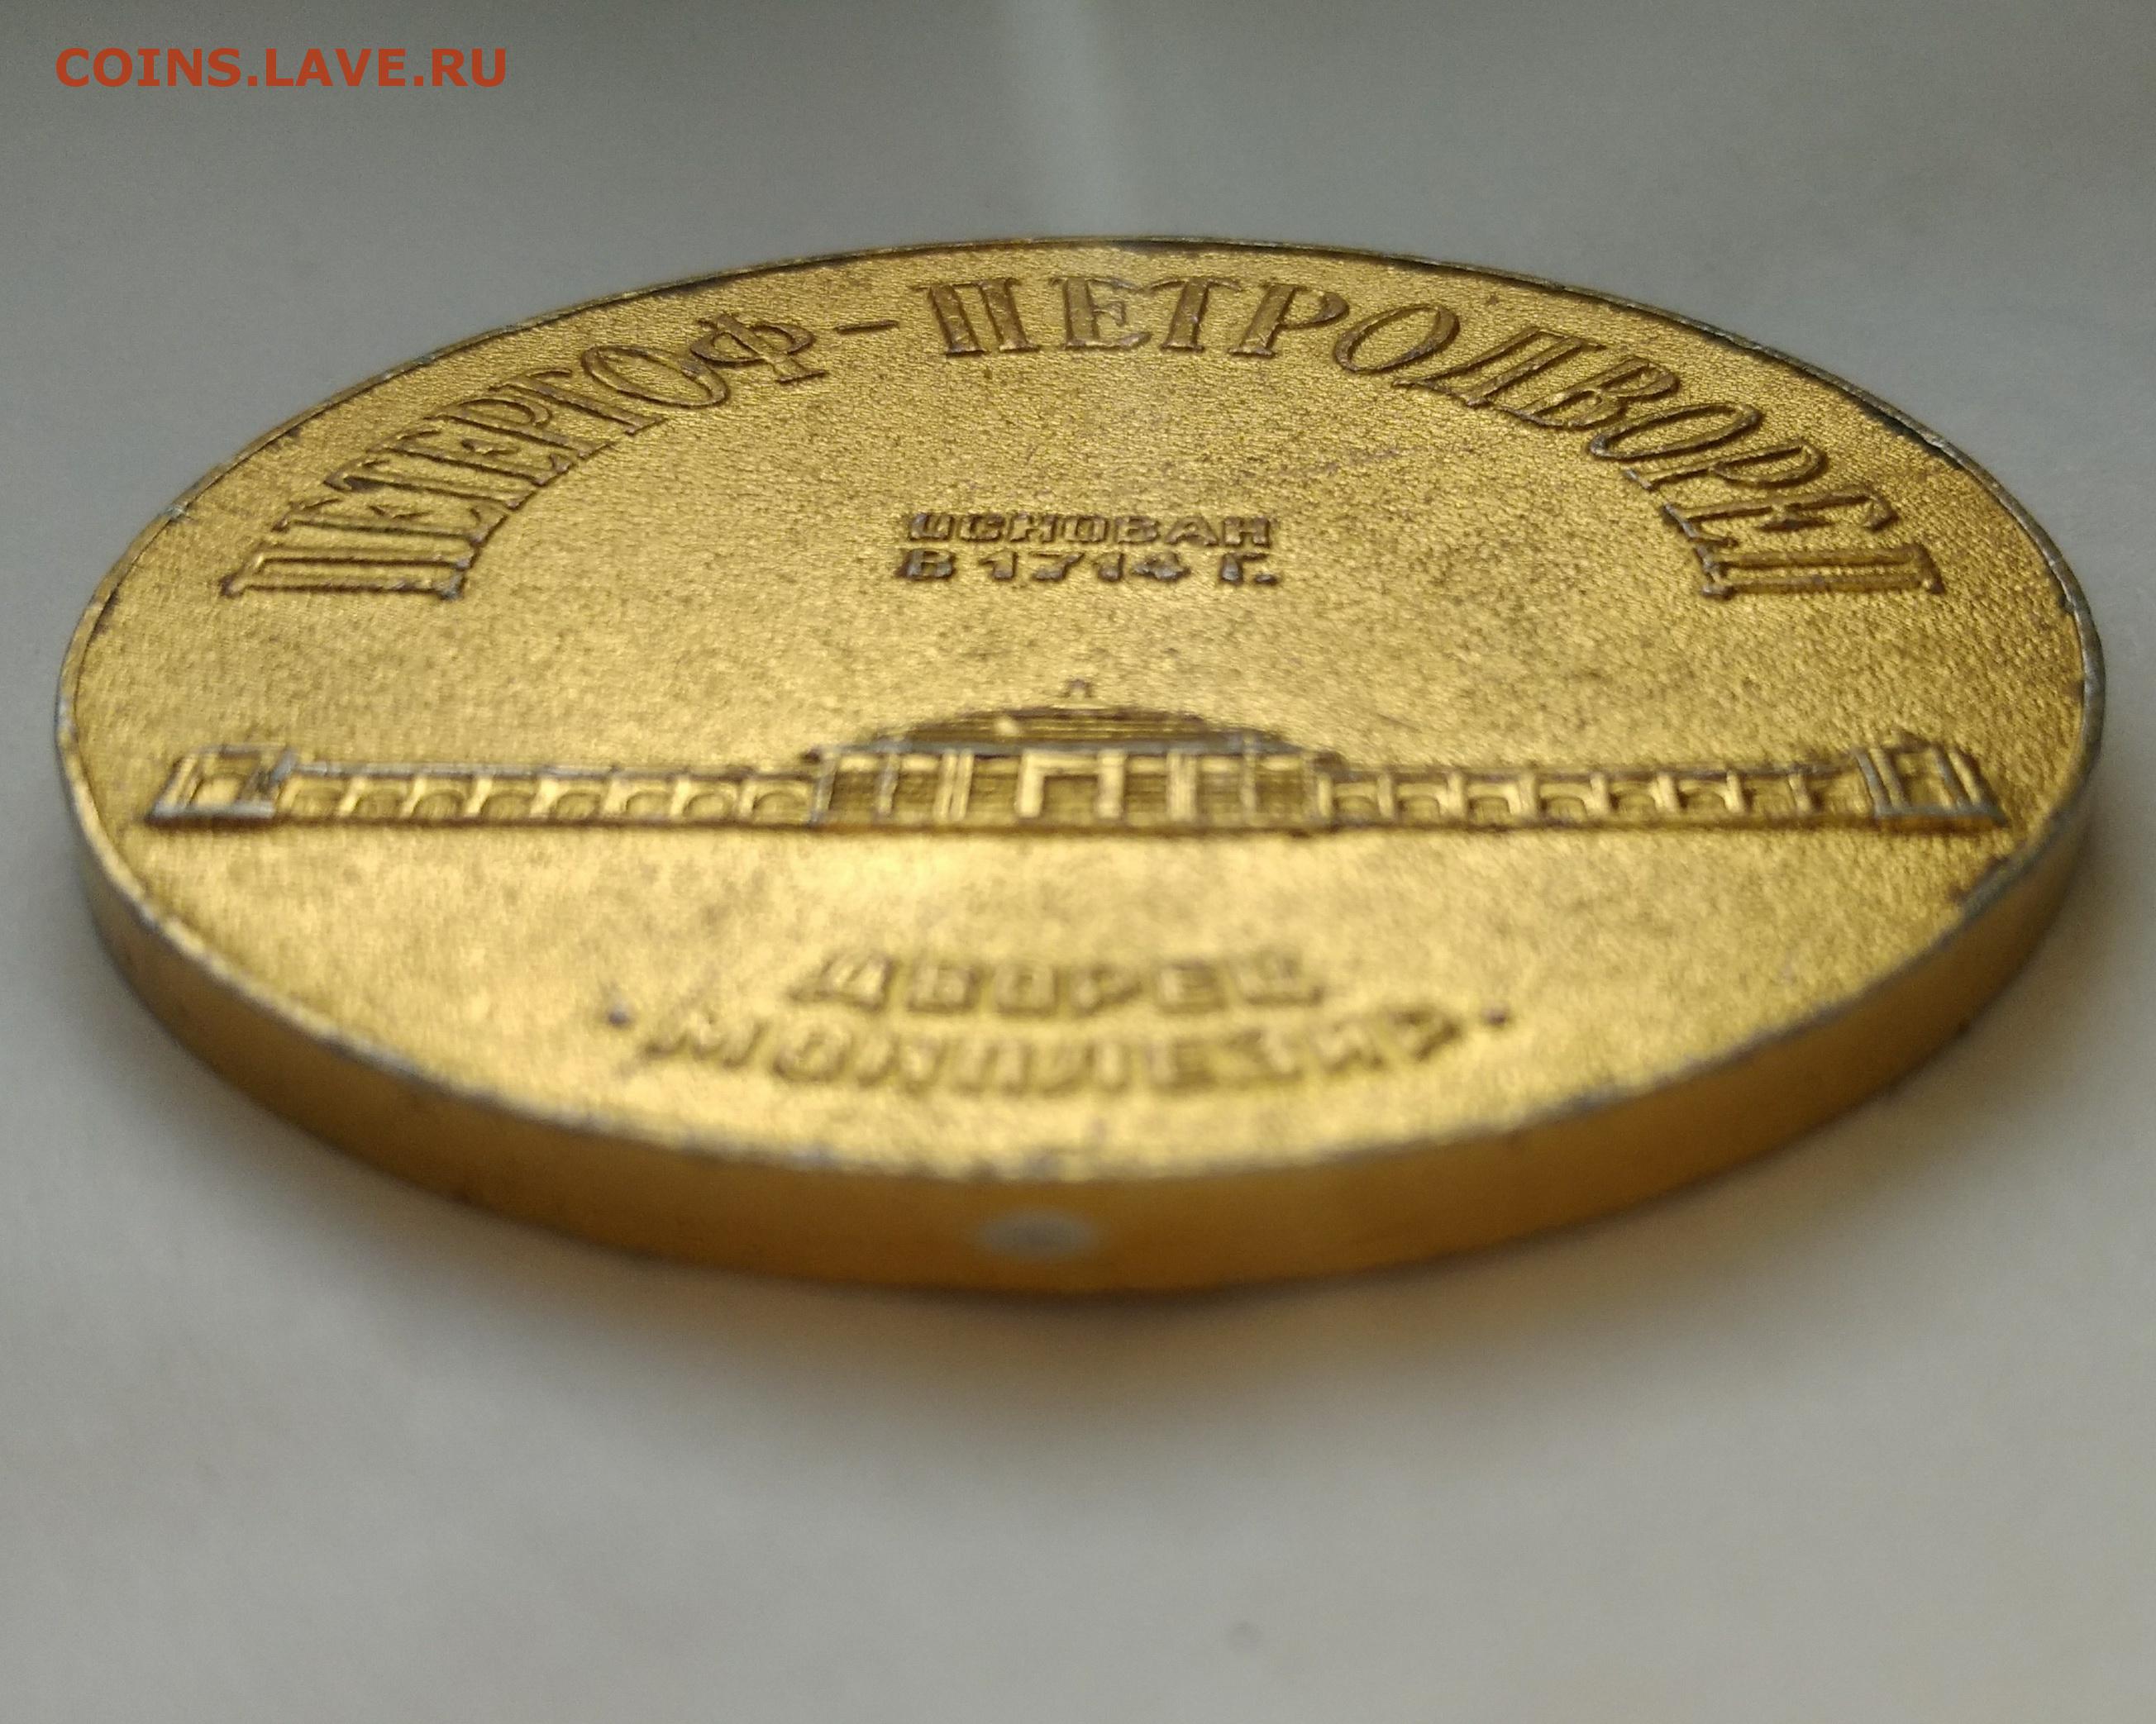 COINS.LAVE.RU
ПЕТЕРГОФ - ПЕТРОДВОРЕЦ
ОСНОВАН
В 1714 Г.
ДВОРЕЦ
• МОНПЛЕЗИР •